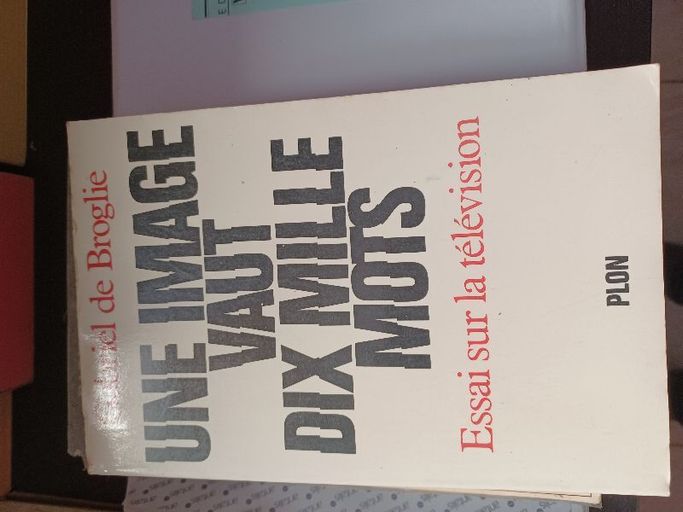 de Broglie
UNE IMAGE
VAUT
DIX MILLE
MOTS
Essai sur la télévision
PLON